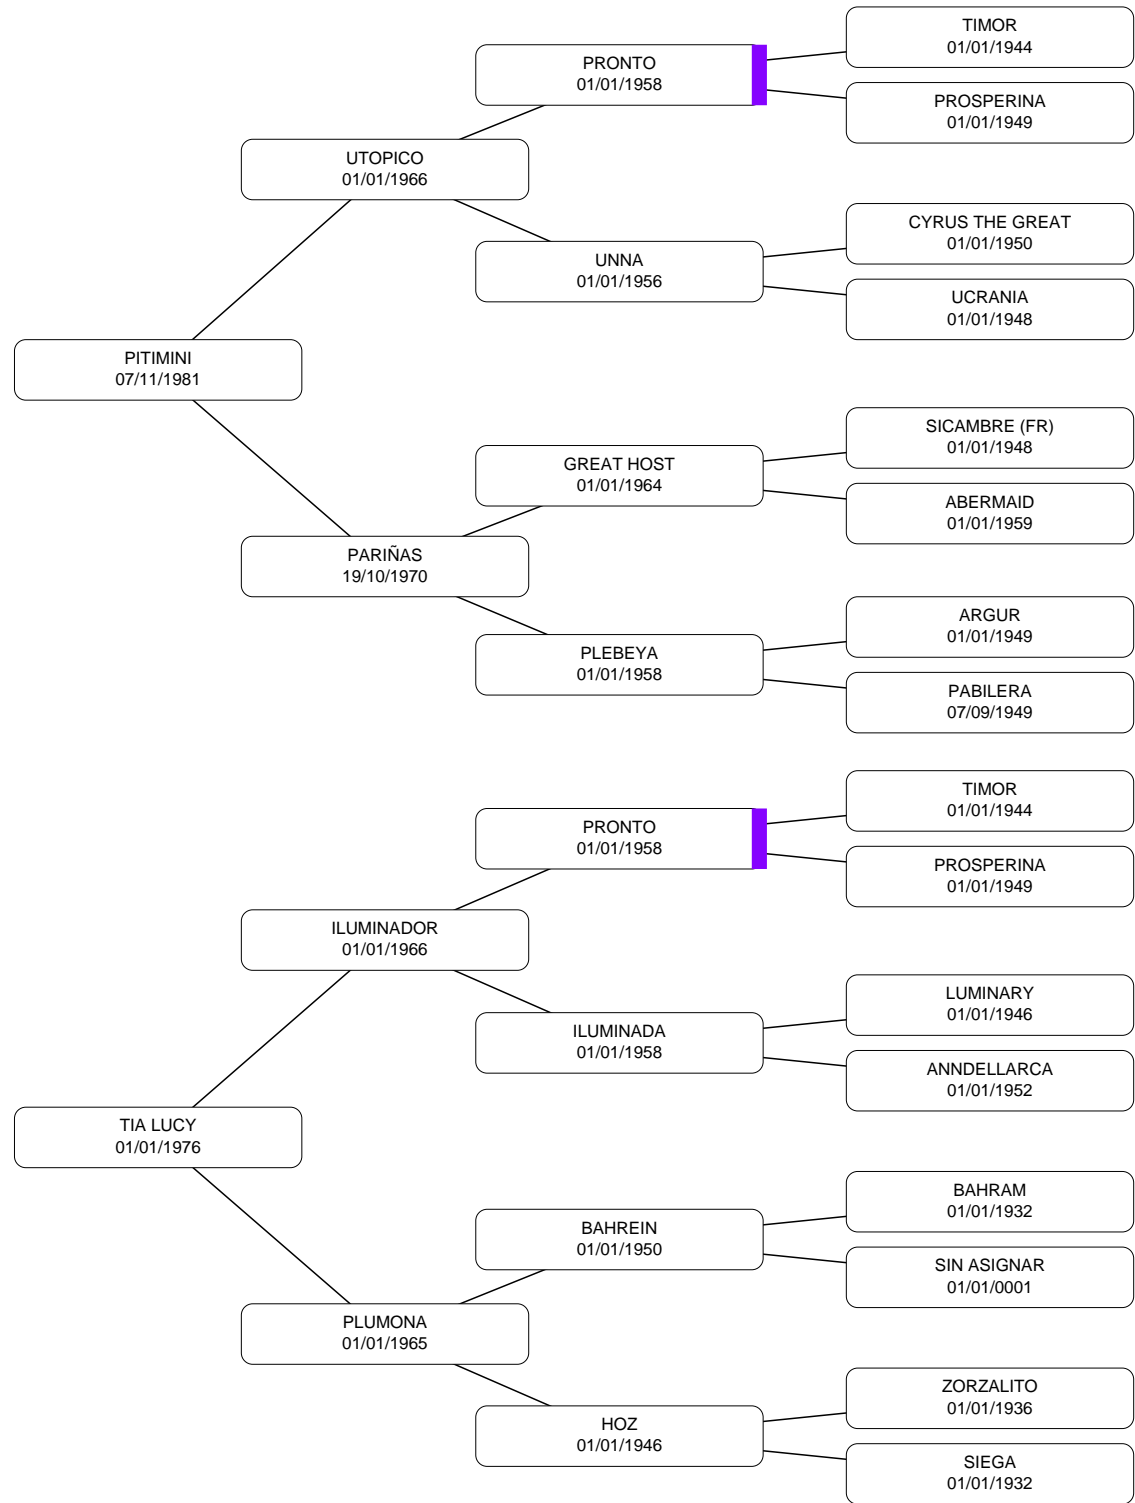 TIMOR
01/01/1944
PRONTO
01/01/1958
PROSPERINA
01/01/1949
UTOPICO
01/01/1966
CYRUS THE GREAT
01/01/1950
UNNA
01/01/1956
UCRANIA
01/01/1948
PITIMINI
07/11/1981
SICAMBRE (FR)
01/01/1948
GREAT HOST
01/01/1964
ABERMAID
01/01/1959
PARIÑAS
19/10/1970
ARGUR
01/01/1949
PLEBEYA
01/01/1958
PABILERA
07/09/1949
TIMOR
01/01/1944
PRONTO
01/01/1958
PROSPERINA
01/01/1949
ILUMINADOR
01/01/1966
LUMINARY
01/01/1946
ILUMINADA
01/01/1958
ANNDELLARCA
01/01/1952
TIA LUCY
01/01/1976
BAHRAM
01/01/1932
BAHREIN
01/01/1950
SIN ASIGNAR
01/01/0001
PLUMONA
01/01/1965
ZORZALITO
01/01/1936
HOZ
01/01/1946
SIEGA
01/01/1932